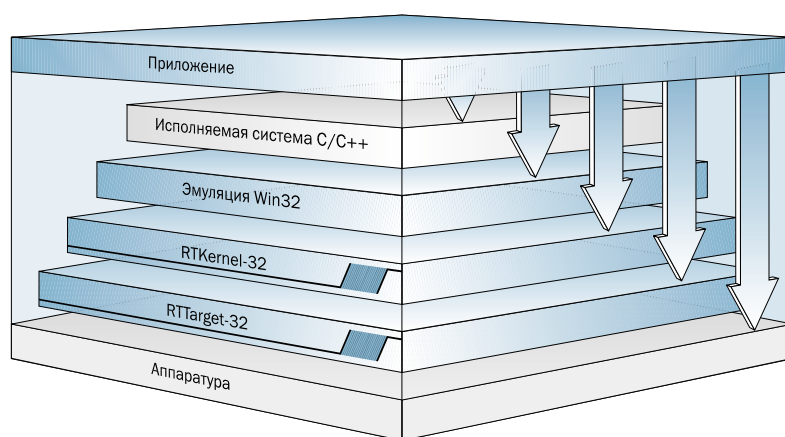 Приложение
Исполняемая система C/C++
Эмуляция Win32
RTKernel-32
RTTarget-32
Аппаратура